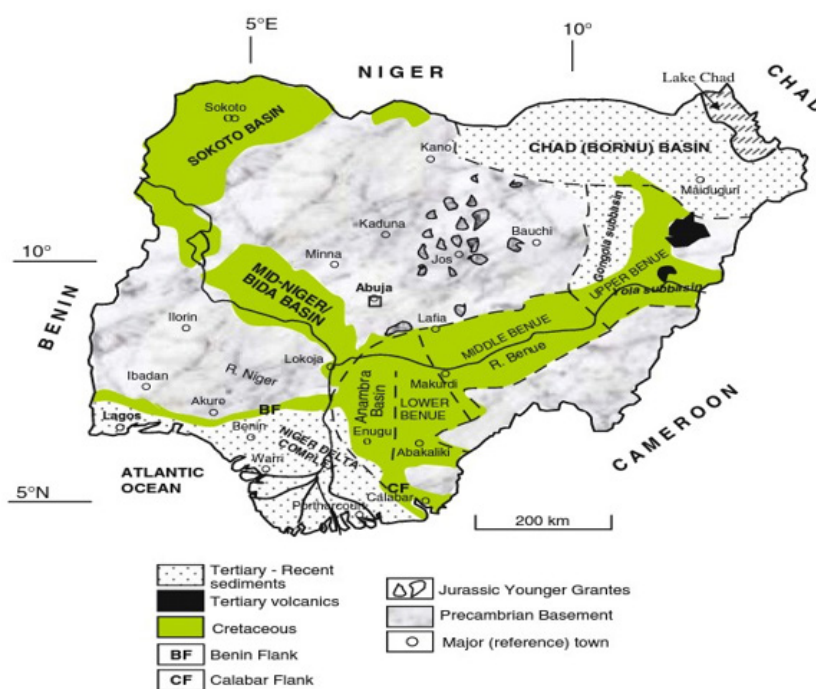 5°E
10°
NIGER
Lake Chad
CHAD
Sokoto
SOKOTO BASIN
Kano
CHAD (BORNU) BASIN
Maiduguri
Kaduna
Bauchi
Gongola subbasin
10°
Minna
Jos
UPPER BENUE
Yola subbasin
MID-NIGER/
BIDA BASIN
Abuja
BENIN
Ilorin
Lafia
MIDDLE BENUE
R. Benue
Lokoja
R. Niger
Ibadan
Makurdi
Anambra
Basin
LOWER
BENUE
Akure
BF
Lagos
Benin
Enugu
Abakaliki
CAMEROON
NIGER DELTA
COMPLE
Warri
ATLANTIC
OCEAN
CF
Calabar
5°N
Portharcourt
200 km
Tertiary - Recent
sediments
Tertiary volcanics
Cretaceous
BF Benin Flank
CF Calabar Flank
Jurassic Younger Grantes
Precambrian Basement
Major (reference) town